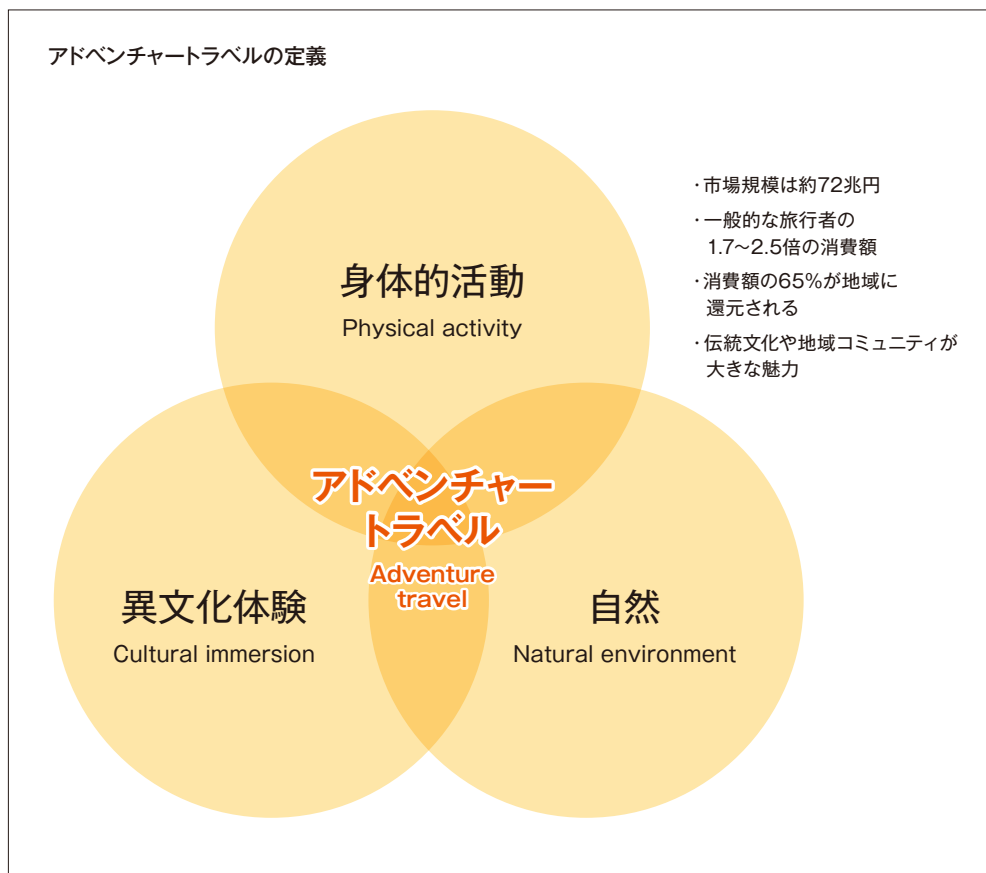 アドベンチャートラベルの定義
・市場規模は約72兆円
・一般的な旅行者の
1.7～2.5倍の消費額
・消費額の65%が地域に
還元される
・伝統文化や地域コミュニティが
大きな魅力
身体的活動
Physical activity
アドベンチャー
トラベル
Adventure
travel
異文化体験
Cultural immersion
自然
Natural environment